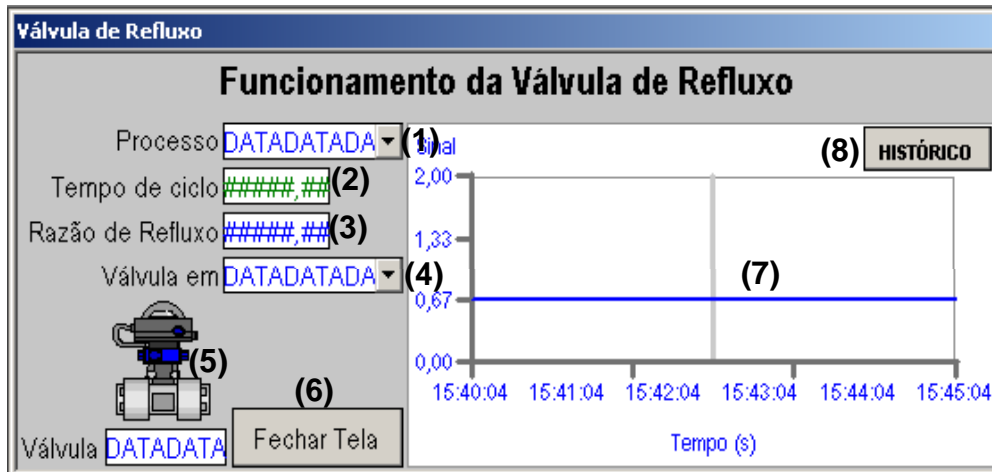 Válvula de Refluxo
Funcionamento da Válvula de Refluxo
Processo DATADATADA (1)
Tempo de ciclo #####,## (2)
Razão de Refluxo #####,## (3)
Válvula em DATADATADA (4)
(5)
Válvula DATADATA
(6)
Fechar Tela
Sinal
(8) HISTÓRICO
2,00
1,33
(7)
0,67
0,00
15:40:04 15:41:04 15:42:04 15:43:04 15:44:04 15:45:04
Tempo (s)